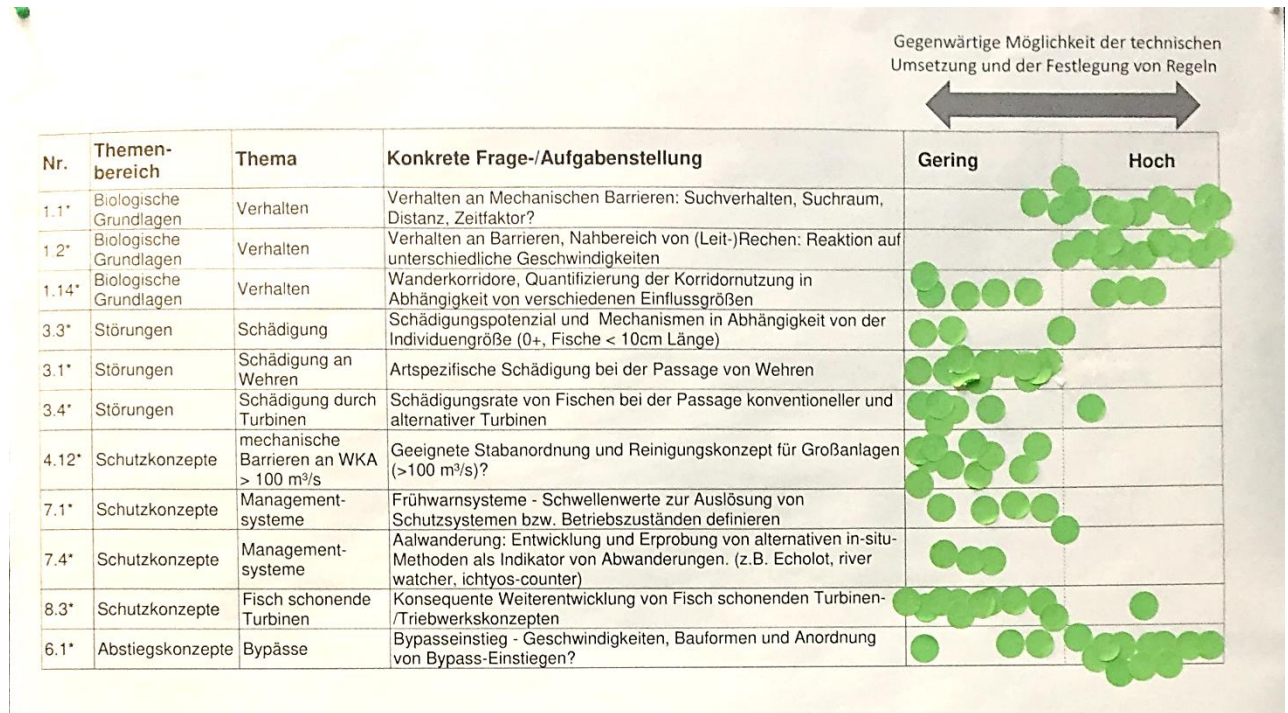 Gegenwärtige Möglichkeit der technischen
Umsetzung und der Festlegung von Regeln
Nr. Themen-bereich Thema Konkrete Frage-/Aufgabenstellung Gering Hoch
1.1* Biologische Grundlagen Verhalten Verhalten an Mechanischen Barrieren: Suchverhalten, Suchraum,
Distanz, Zeitfaktor?
1.2* Biologische Grundlagen Verhalten Verhalten an Barrieren, Nahbereich von (Leit-)Rechen: Reaktion auf
unterschiedliche Geschwindigkeiten
1.14* Biologische Grundlagen Verhalten Wanderkorridore, Quantifizierung der Korridornutzung in
Abhängigkeit von verschiedenen Einflussgrößen
3.3* Störungen Schädigung Schädigungspotenzial und Mechanismen in Abhängigkeit von der
Individuengröße (0+, Fische < 10cm Länge)
3.1* Störungen Schädigung an Wehren Artspezifische Schädigung bei der Passage von Wehren
3.4* Störungen Schädigung durch Turbinen Schädigungsrate von Fischen bei der Passage konventioneller und
alternativer Turbinen
4.12* Schutzkonzepte mechanische Barrieren an WKA > 100 m³/s Geeignete Stabanordnung und Reinigungskonzept für Großanlagen
(>100 m³/s)?
7.1* Schutzkonzepte Management-systeme Frühwarnsysteme - Schwellenwerte zur Auslösung von
Schutzsystemen bzw. Betriebszuständen definieren
7.4* Schutzkonzepte Management-systeme Aalwanderung: Entwicklung und Erprobung von alternativen in-situ-
Methoden als Indikator von Abwanderungen. (z.B. Echolot, river
watcher, ichtyos-counter)
8.3* Schutzkonzepte Fisch schonende Turbinen Konsequente Weiterentwicklung von Fisch schonenden Turbinen-
/Triebwerkskonzepten
6.1* Abstiegskonzepte Bypässe Bypasseinstieg - Geschwindigkeiten, Bauformen und Anordnung
von Bypass-Einstiegen?